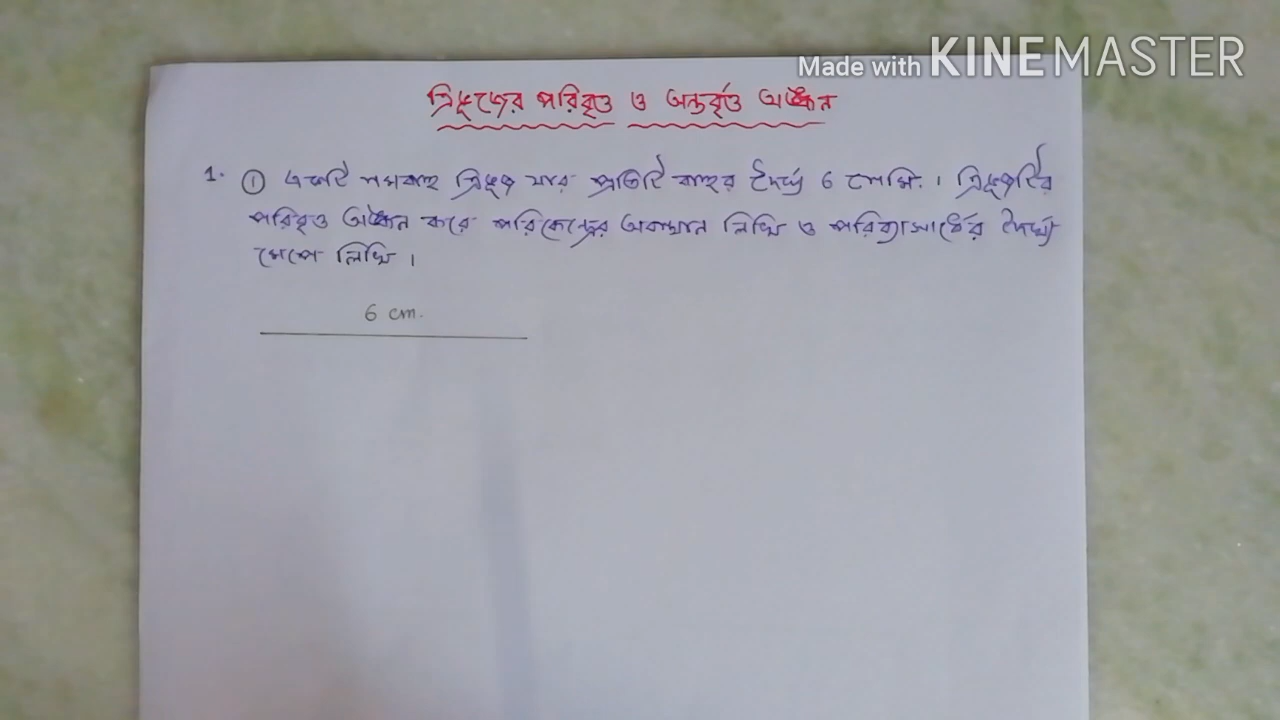 Made with KINEMASTER
ত্রিভুজের পরিবৃত্ত ও অন্তর্বৃত্ত অঙ্কন
1. ① একটি সমবাহু ত্রিভুজ যার প্রতিটি বাহুর দৈর্ঘ্য 6 সেমি. । ত্রিভুজটির
পরিবৃত্ত অঙ্কন করে পরিকেন্দ্রের অবস্থান লিখি ও পরিব্যাসার্ধের দৈর্ঘ্য
মেপে লিখি ।
6 cm.